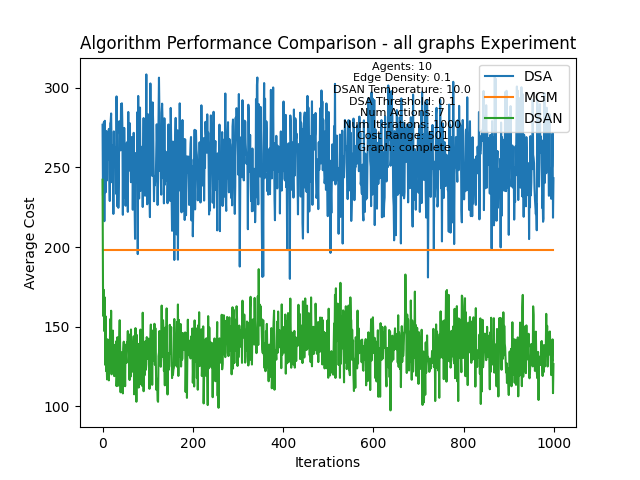 Algorithm Performance Comparison - all graphs Experiment
Average Cost
300
250
200
150
100
Agents: 10
Edge Density: 0.1
DSAN Temperature: 10.0
DSA Threshold: 0.1
Num Actions: 7
Num Iterations: 1000
Cost Range: 501
Graph: complete
DSA
MGM
DSAN
0
200
400
600
800
1000
Iterations